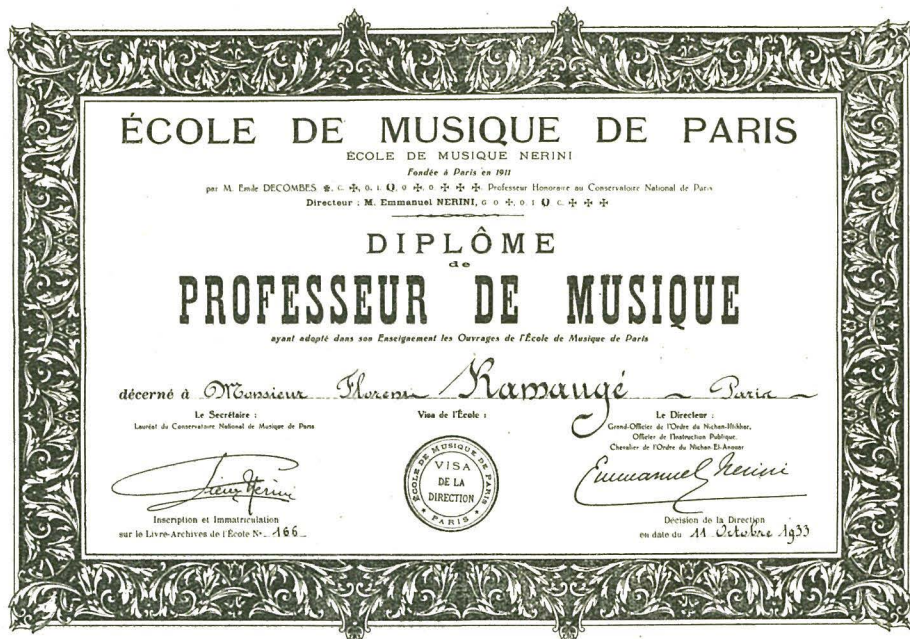 ÉCOLE DE MUSIQUE DE PARIS
ÉCOLE DE MUSIQUE NERINI
Fondée à Paris en 1911
par M. Emile DECOMBES ✠, C. ✠, O. I. O ✠, O ✠ ✠ ✠. Professeur Honoraire au Conservatoire National de Paris
Directeur : M. Emmanuel NERINI, G O ✠, O I C. ✠ ✠ ✠
DIPLÔME
de
PROFESSEUR DE MUSIQUE
ayant adopté dans son Enseignement les Ouvrages de l'École de Musique de Paris
décerné à Monsieur Ramaugé Paris
Le Secrétaire :
Lauréat du Conservatoire National de Musique de Paris
Visa de l'École :
Le Directeur :
Grand-Officier de l'Ordre du Nichan-Iftikhar,
Officier de l'Instruction Publique,
Chevalier de l'Ordre du Nichan-El-Anouar
Nerini
ÉCOLE DE MUSIQUE DE PARIS
VISA
DE LA
DIRECTION
PARIS
Emmanuel Nerini
Inscription et Immatriculation
sur le Livre-Archives de l'École N° 166
Décision de la Direction
en date du 11 Octobre 1933